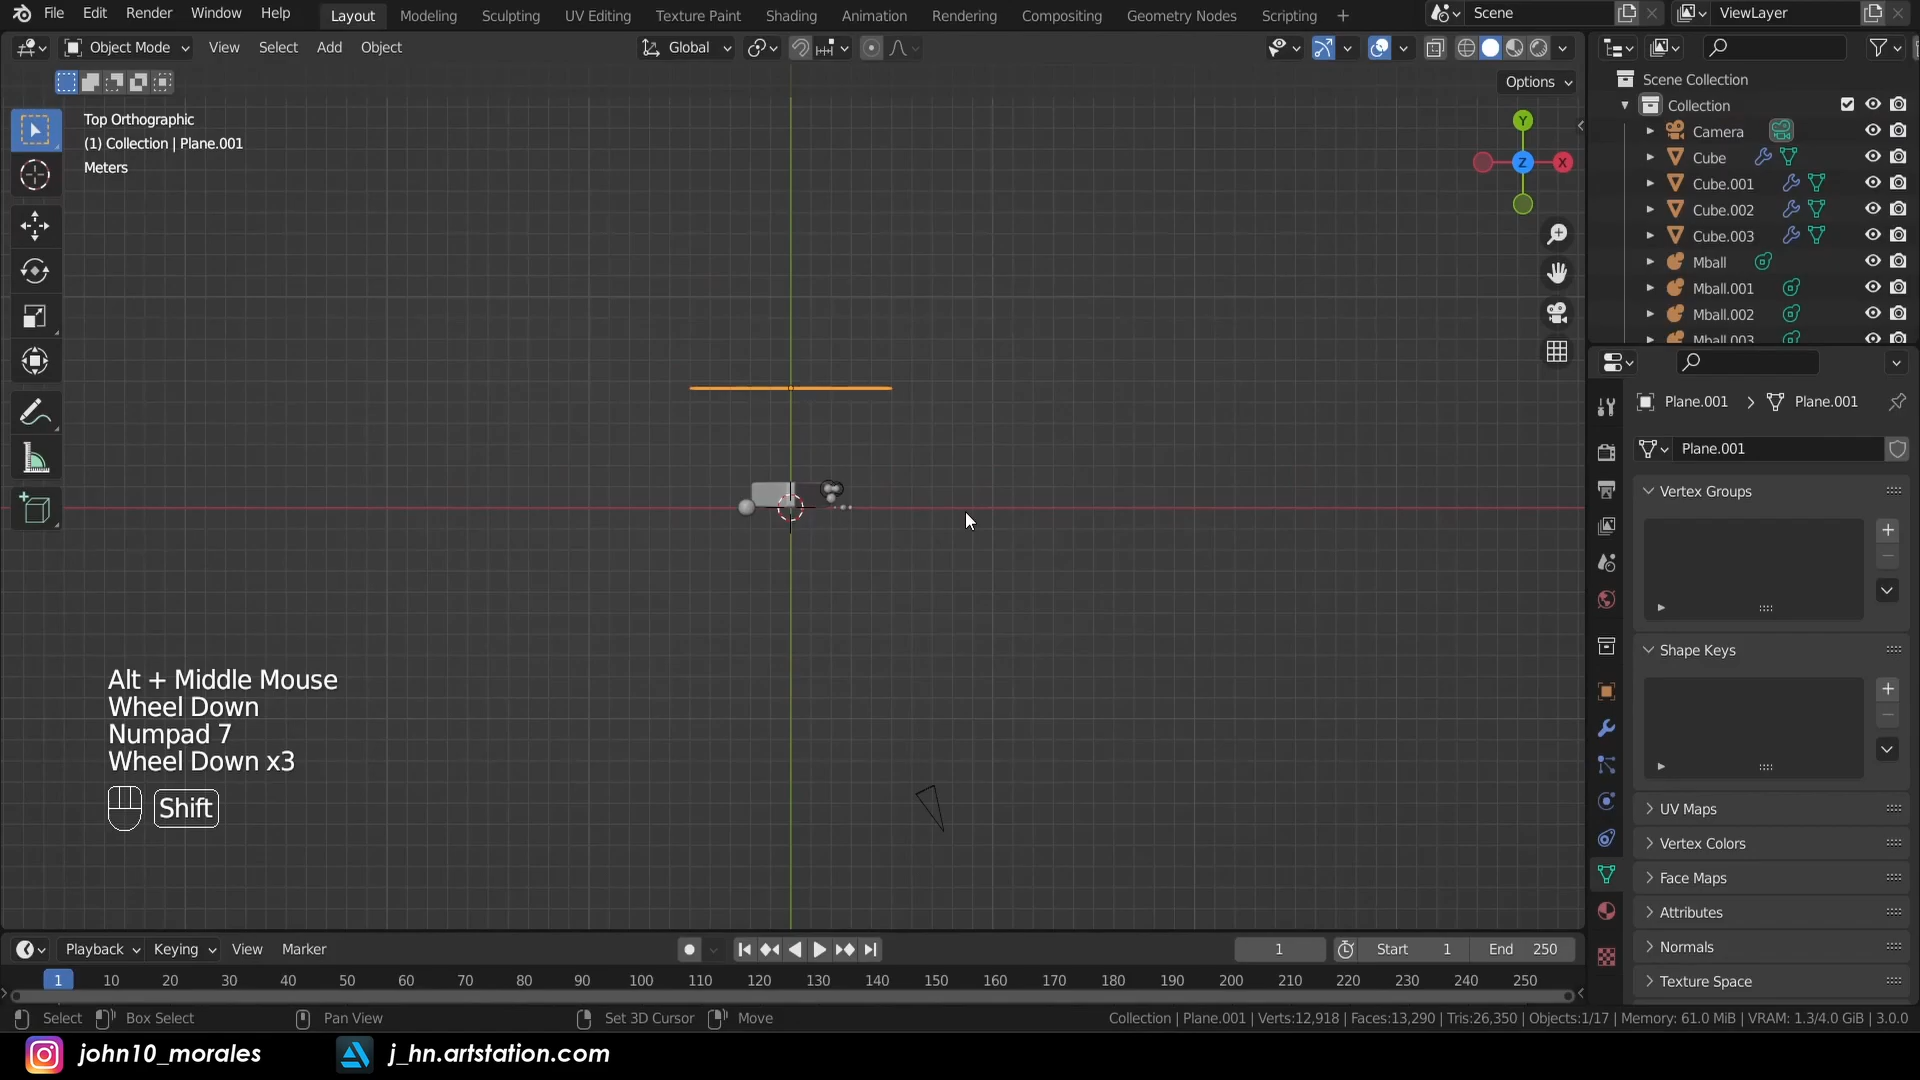 File Edit Render Window Help Layout Modeling Sculpting UV Editing Texture Paint Shading Animation Rendering Compositing Geometry Nodes Scripting + Scene ViewLayer
Object Mode View Select Add Object Global
Options
Top Orthographic
(1) Collection | Plane.001
Meters
Y
Z
X
Scene Collection
Collection
Camera
Cube
Cube.001
Cube.002
Cube.003
Mball
Mball.001
Mball.002
Mball.003
Plane.001 > Plane.001
Plane.001
Vertex Groups
Shape Keys
UV Maps
Vertex Colors
Face Maps
Attributes
Normals
Texture Space
Alt + Middle Mouse
Wheel Down
Numpad 7
Wheel Down x3
Shift
Playback Keying View Marker 1 Start 1 End 250
1 10 20 30 40 50 60 70 80 90 100 110 120 130 140 150 160 170 180 190 200 210 220 230 240 250
Select Box Select Pan View Set 3D Cursor Move Collection | Plane.001 | Verts:12,918 | Faces:13,290 | Tris:26,350 | Objects:1/17 | Memory: 61.0 MiB | VRAM: 1.3/4.0 GiB | 3.0.0
john10_morales j_hn.artstation.com